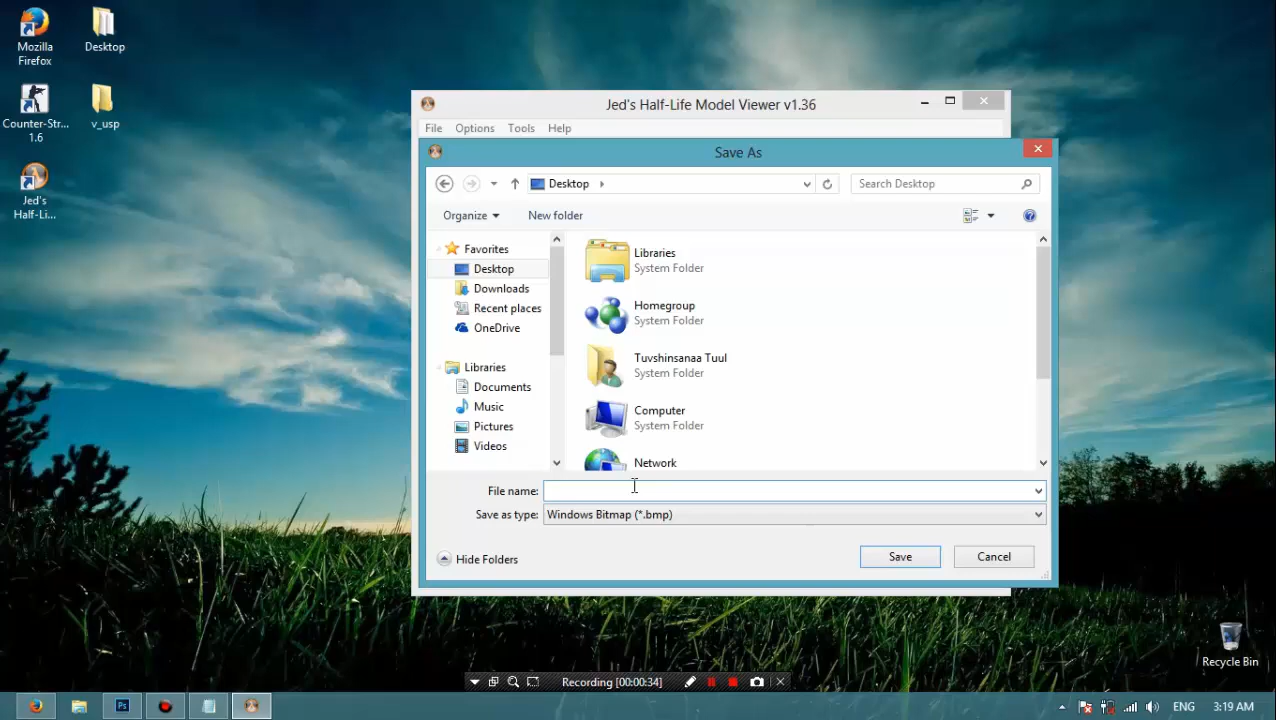 Mozilla
Firefox
Desktop
Counter-Str...
1.6
v_usp
Jed's
Half-Li...
Jed's Half-Life Model Viewer v1.36
File Options Tools Help
Save As
Desktop
Search Desktop
Organize New folder
Favorites
Desktop
Downloads
Recent places
OneDrive
Libraries
Documents
Music
Pictures
Videos
Libraries
System Folder
Homegroup
System Folder
Tuvshinsanaa Tuul
System Folder
Computer
System Folder
Network
File name:
Save as type: Windows Bitmap (*.bmp)
Hide Folders
Save Cancel
Recycle Bin
Recording [00:00:34]
Ps
ENG 3:19 AM